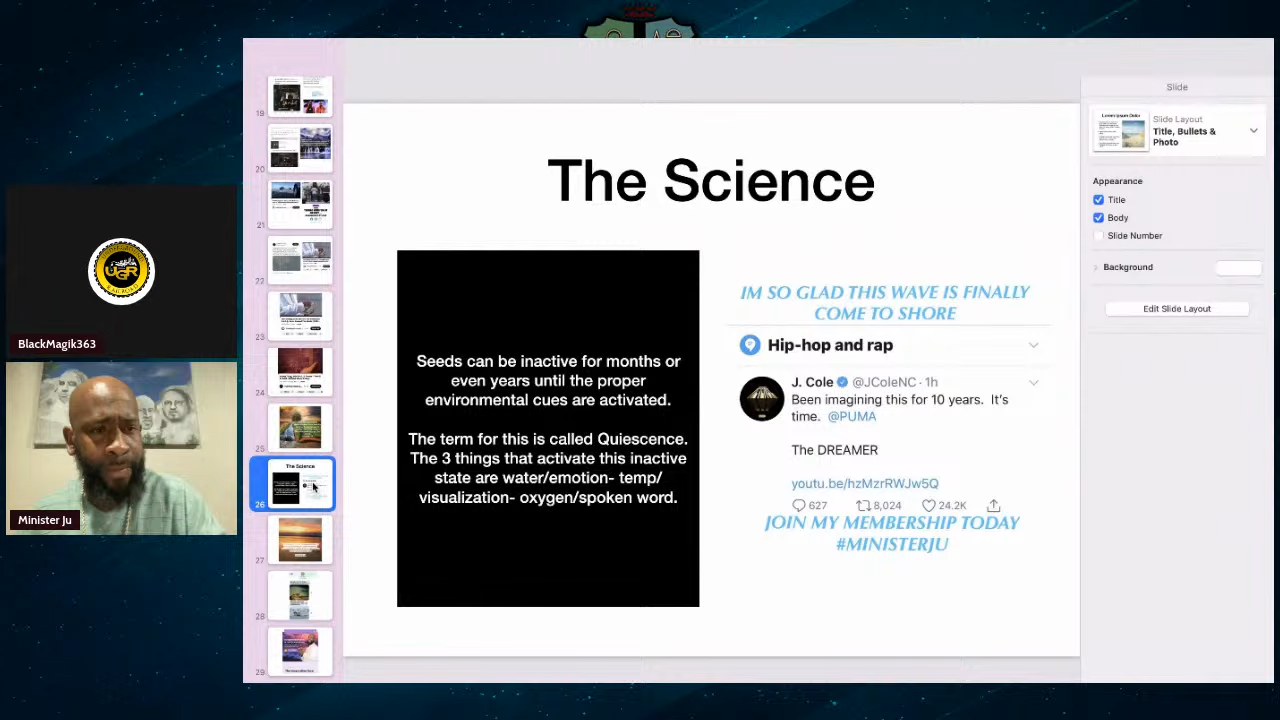 UGR
RAILROAD
BlackMagik363
Minister Ju
19
20
21
22
23
24
25
The Science
26
27
28
29
The Science
Seeds can be inactive for months or
even years until the proper
environmental cues are activated.
The term for this is called Quiescence.
The 3 things that activate this inactive
state are water/emotion- temp/
visualization- oxygen/spoken word.
IM SO GLAD THIS WAVE IS FINALLY
COME TO SHORE
Hip-hop and rap
J. Cole @JColeNC · 1h
Been imagining this for 10 years. It's
time. @PUMA
The DREAMER
youtu.be/hzMzrRWJw5Q
627 8,024 24.2K
JOIN MY MEMBERSHIP TODAY
#MINISTERJU
Slide
Slide Layout
Title, Bullets &
Photo
Appearance
Title
Body
Slide Number
Background
Edit Slide Layout